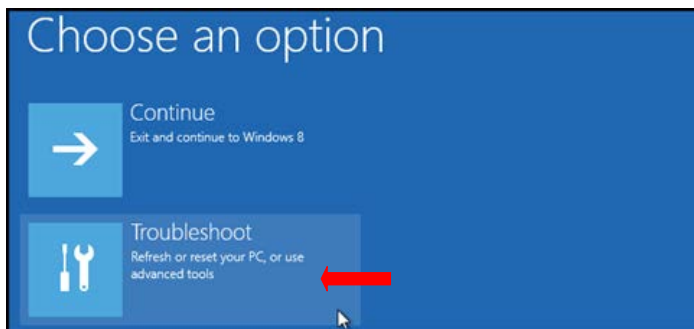 Choose an option
Continue
Exit and continue to Windows 8
Troubleshoot
Refresh or reset your PC, or use
advanced tools